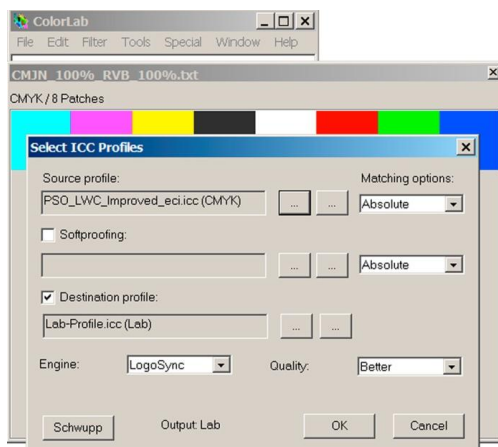 ColorLab
File Edit Filter Tools Special Window Help
CMJN_100%_RVB_100%.txt
CMYK / 8 Patches
Select ICC Profiles
Source profile:
Matching options:
PSO_LWC_Improved_eci.icc (CMYK)
...
...
Absolute
Softproofing:
...
...
Absolute
Destination profile:
Lab-Profile.icc (Lab)
...
...
Engine:
LogoSync
Quality:
Better
Schwupp
Output: Lab
OK
Cancel